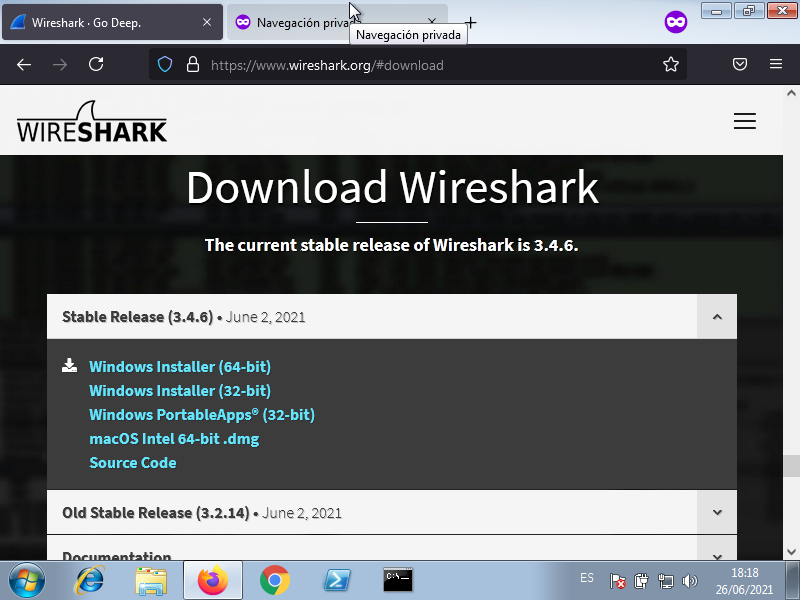 Wireshark · Go Deep.
Navegación priva
Navegación privada
https://www.wireshark.org/#download
WIRESHARK
Download Wireshark
The current stable release of Wireshark is 3.4.6.
Stable Release (3.4.6) • June 2, 2021
Windows Installer (64-bit)
Windows Installer (32-bit)
Windows PortableApps® (32-bit)
macOS Intel 64-bit .dmg
Source Code
Old Stable Release (3.2.14) • June 2, 2021
Documentation
C:\
ES
18:18
26/06/2021